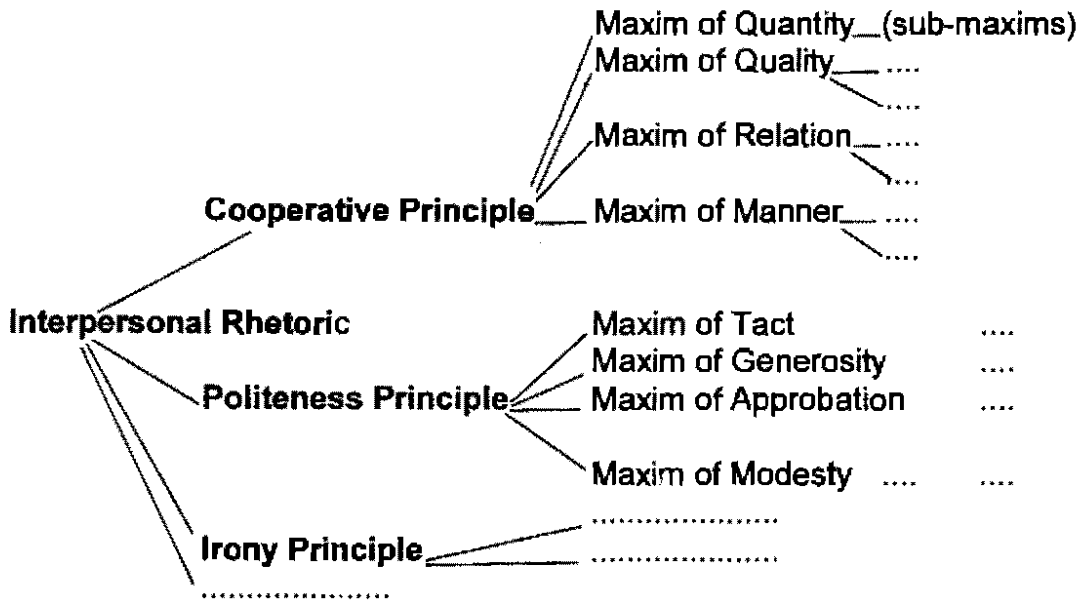 Maxim of Quantity (sub-maxims)
Maxim of Quality ....
....
Maxim of Relation ....
....
Cooperative Principle Maxim of Manner ....
....
Interpersonal Rhetoric Maxim of Tact ....
Maxim of Generosity ....
Politeness Principle Maxim of Approbation ....
Maxim of Modesty .... ....
....................
Irony Principle ....................
....................